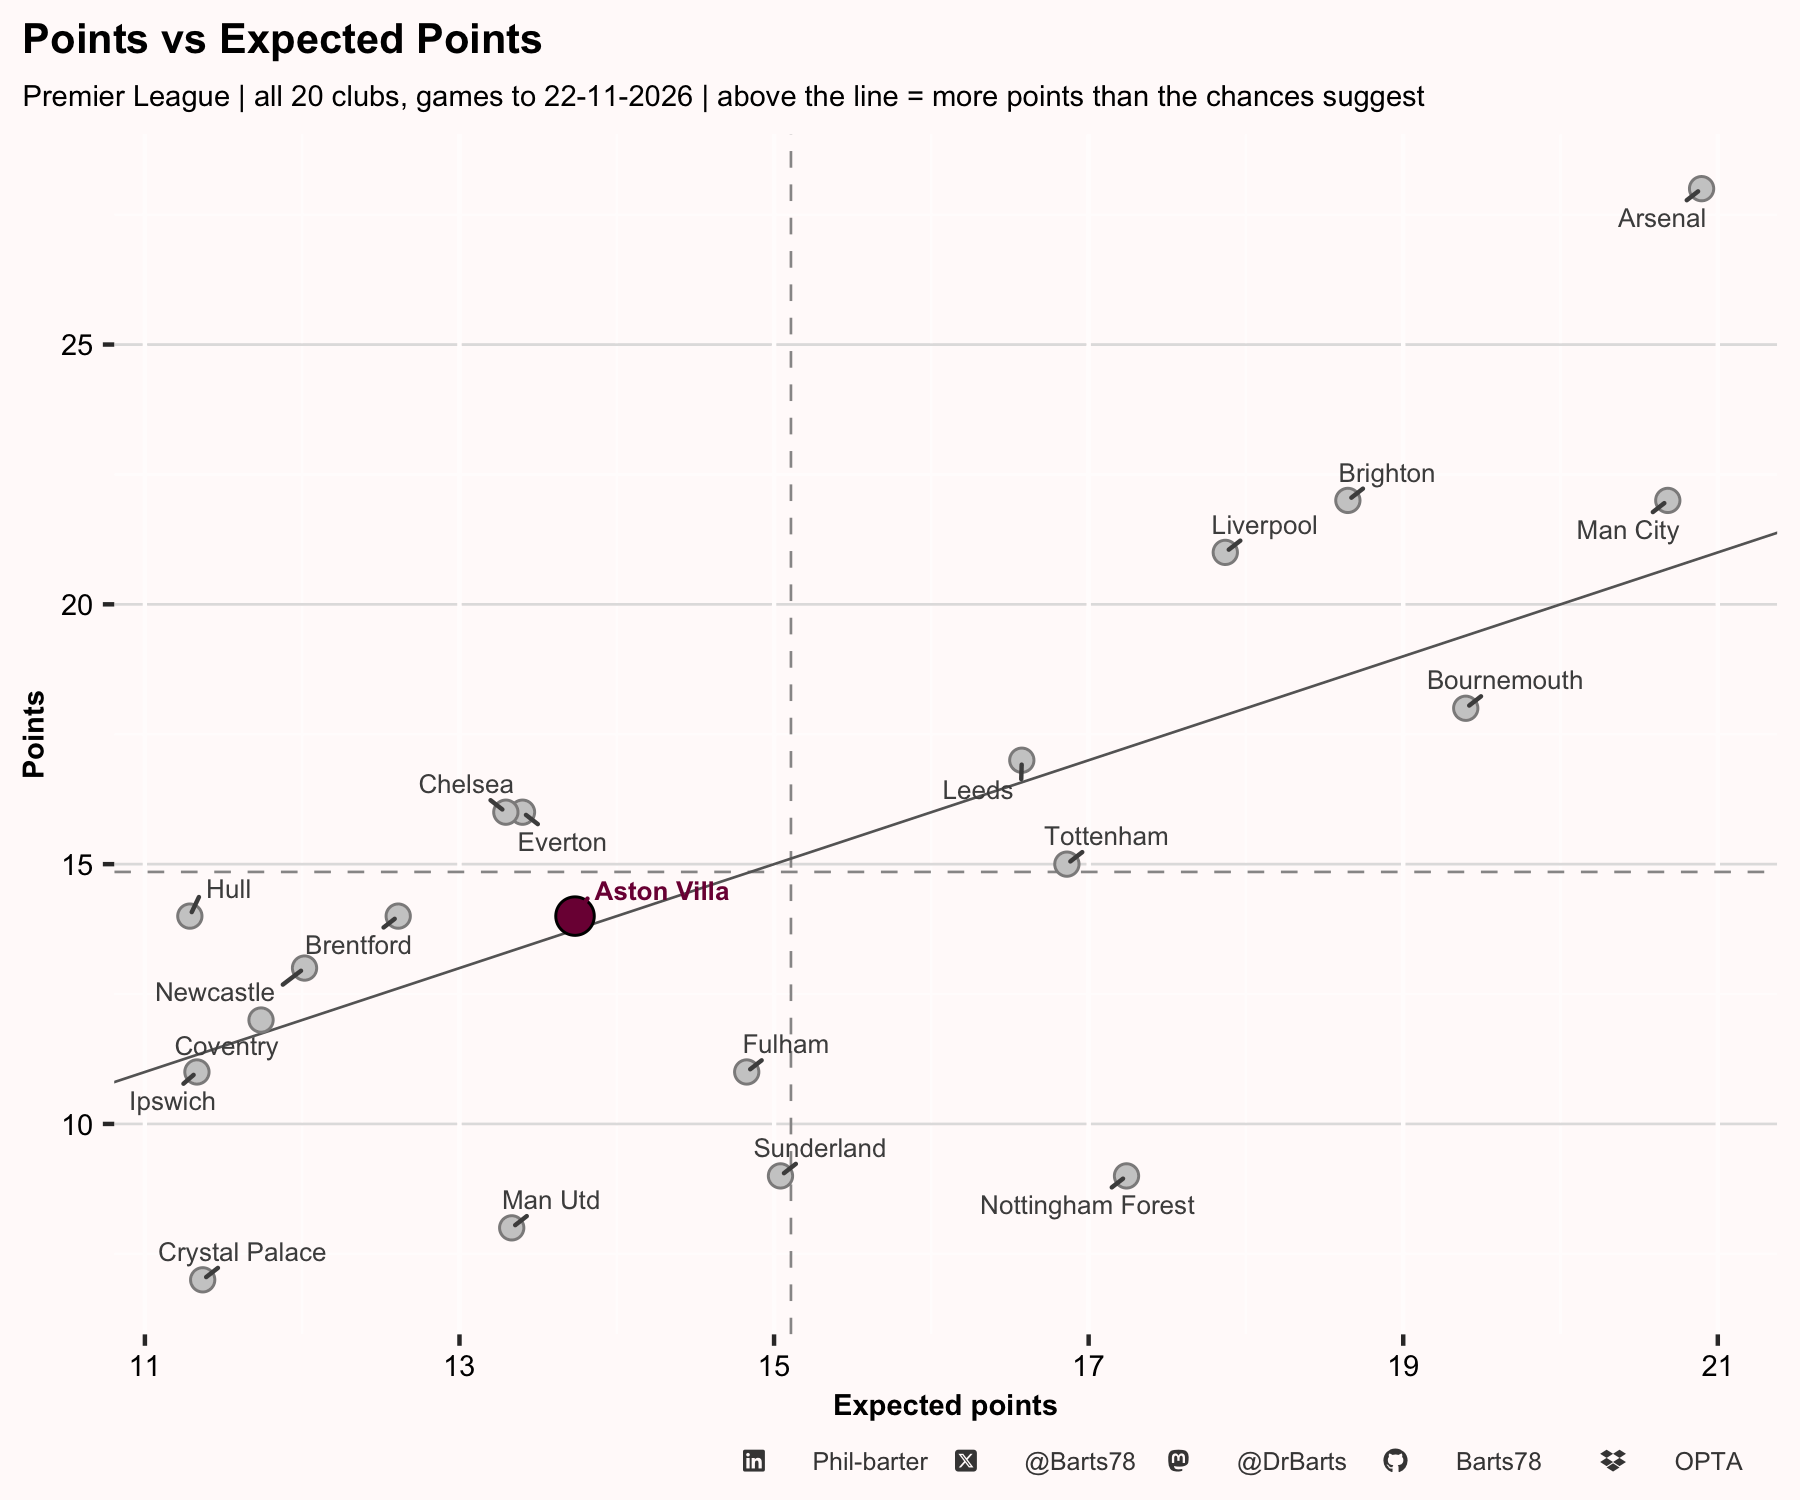 Points vs Expected Points
Premier League | all 20 clubs, games to 22-11-2026 | above the line = more points than the chances suggest
Arsenal
25
Brighton
Liverpool
Man City
20
Bournemouth
Points
Chelsea
Leeds
Everton
Tottenham
15
Hull
Aston Villa
Brentford
Newcastle
Coventry
Fulham
Ipswich
10
Sunderland
Man Utd
Nottingham Forest
Crystal Palace
11 13 15 17 19 21
Expected points
Phil-barter @Barts78 @DrBarts Barts78 OPTA